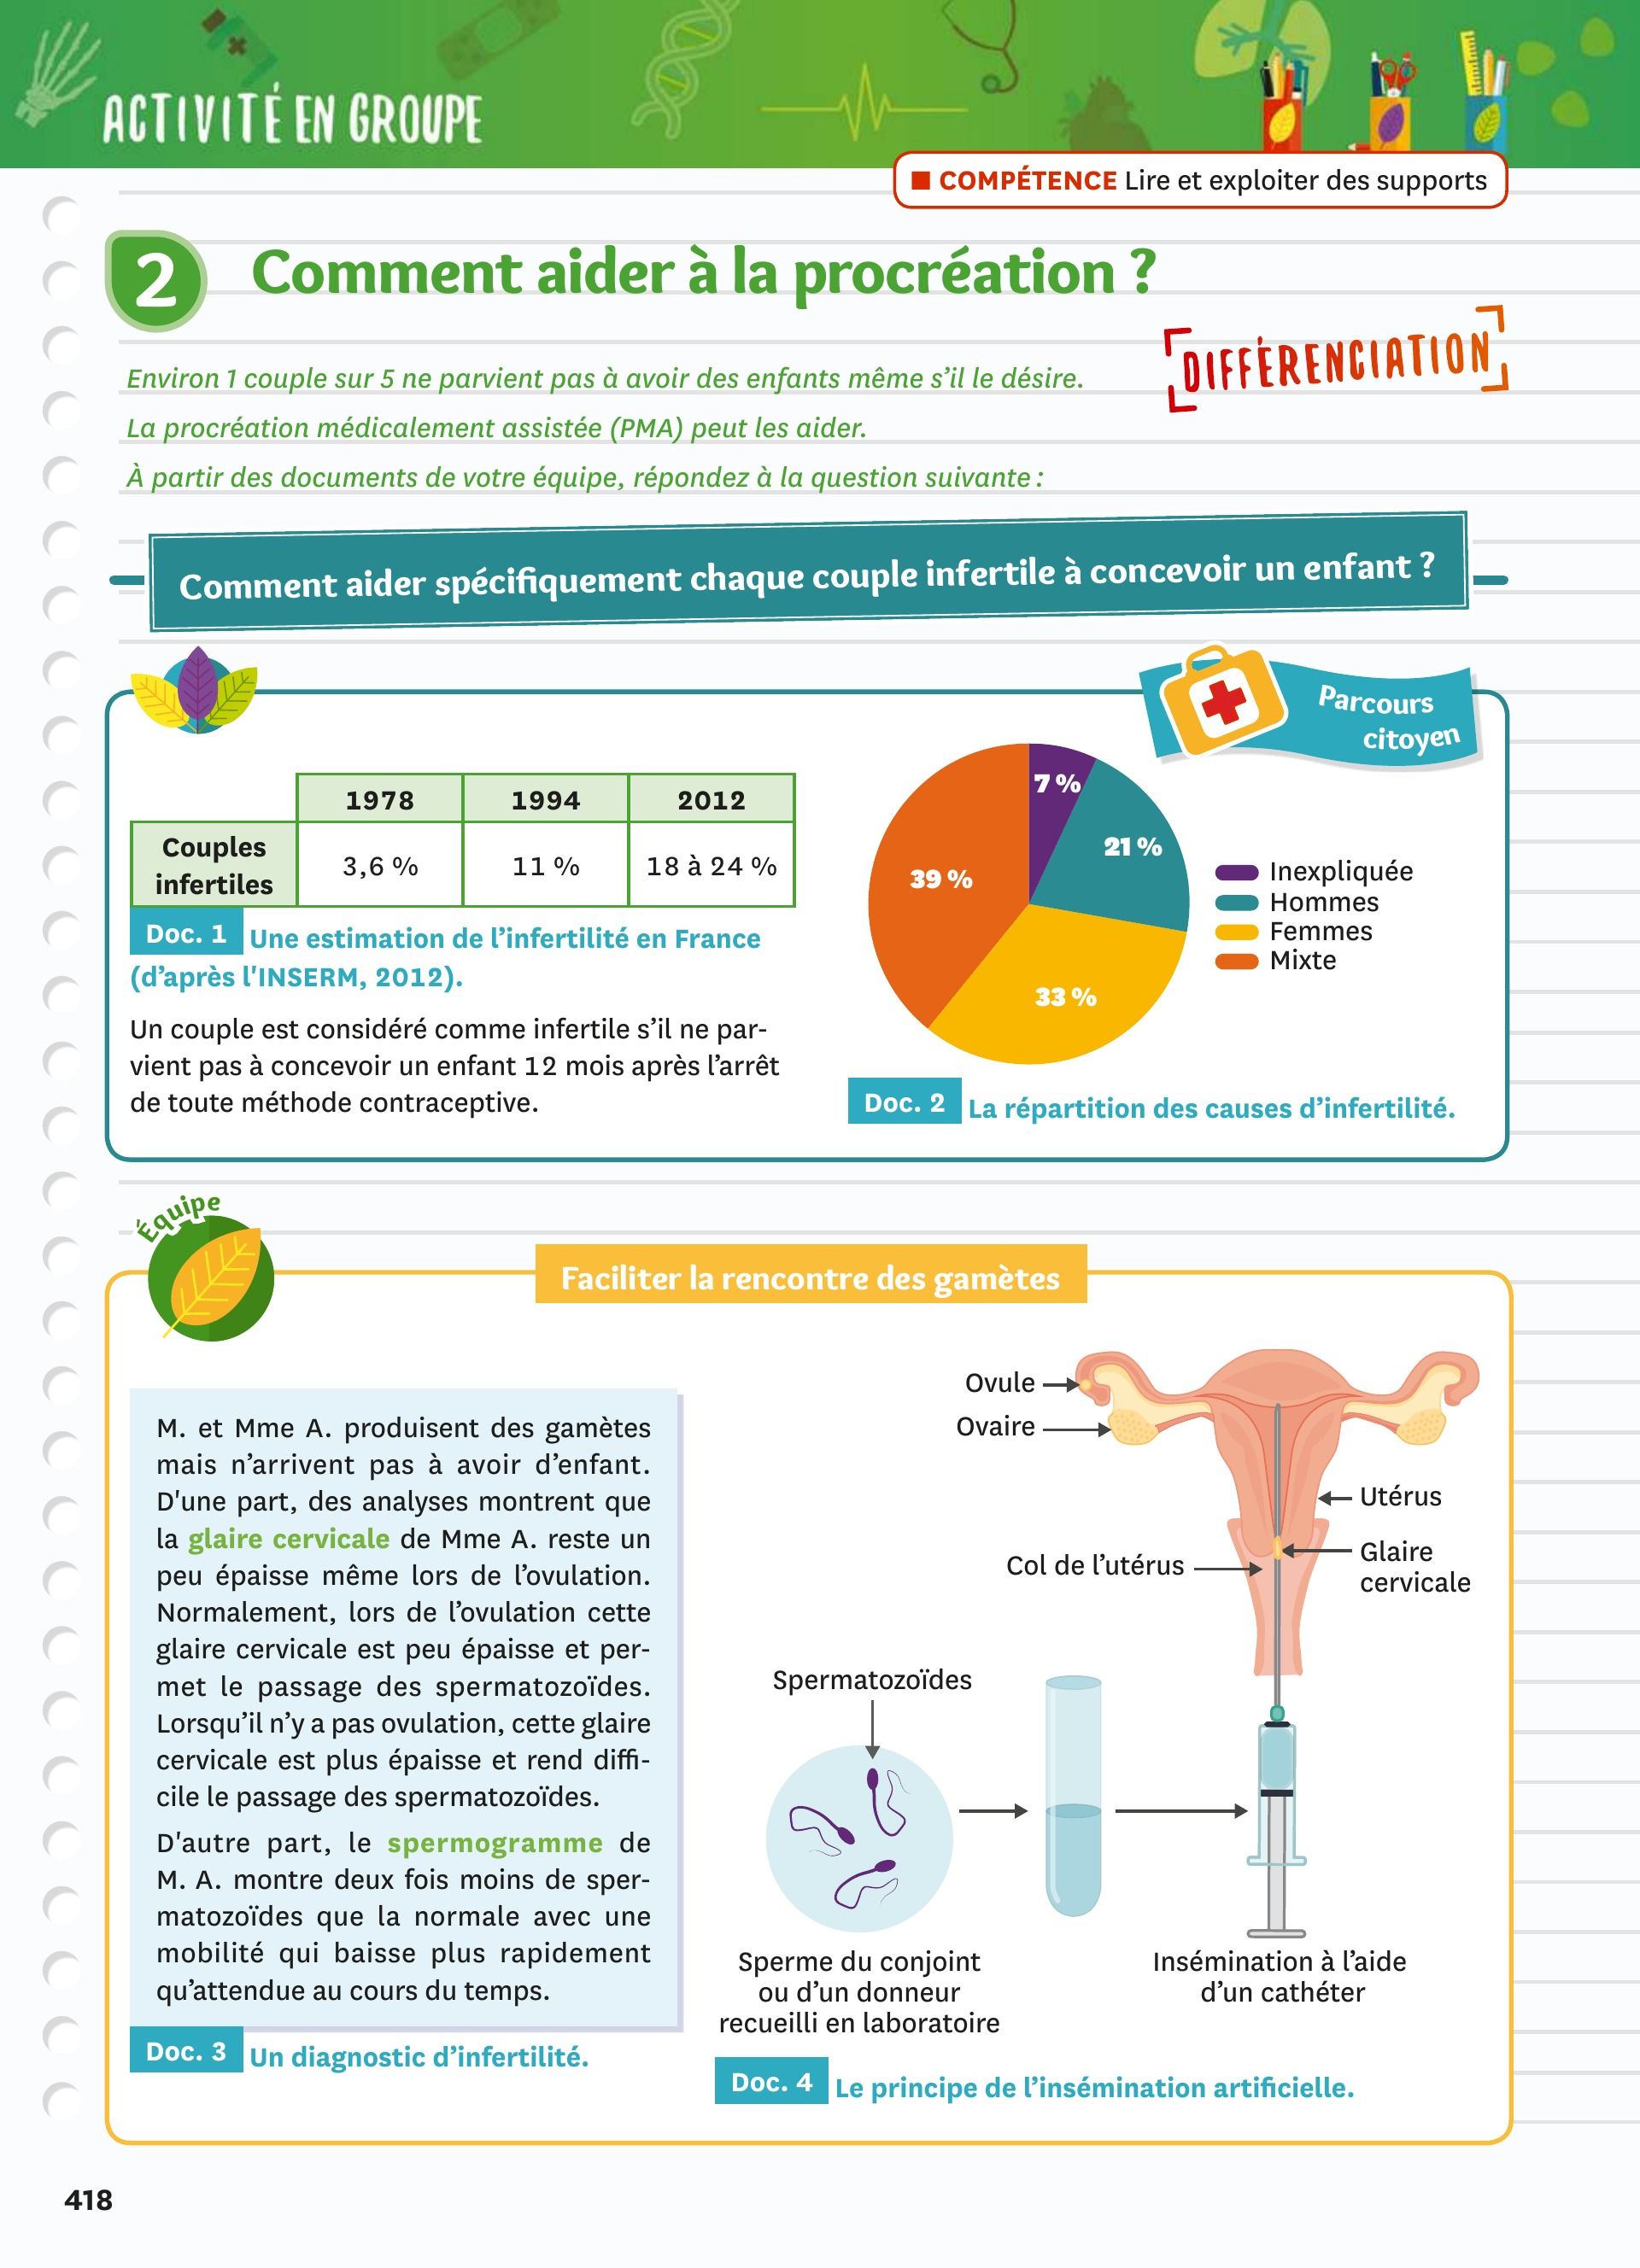 ACTIVITÉ EN GROUPE
■ COMPÉTENCE Lire et exploiter des supports
2 Comment aider à la procréation ?
DIFFÉRENCIATION
Environ 1 couple sur 5 ne parvient pas à avoir des enfants même s’il le désire.
La procréation médicalement assistée (PMA) peut les aider.
À partir des documents de votre équipe, répondez à la question suivante :
Comment aider spécifiquement chaque couple infertile à concevoir un enfant ?
Parcours
citoyen
1978 1994 2012
Couples
infertiles
3,6 % 11 % 18 à 24 %
Doc. 1 Une estimation de l’infertilité en France
(d’après l'INSERM, 2012).
Un couple est considéré comme infertile s’il ne par-
vient pas à concevoir un enfant 12 mois après l’arrêt
de toute méthode contraceptive.
7 %
21 %
39 %
33 %
Inexpliquée
Hommes
Femmes
Mixte
Doc. 2 La répartition des causes d’infertilité.
Équipe
Faciliter la rencontre des gamètes
M. et Mme A. produisent des gamètes
mais n’arrivent pas à avoir d’enfant.
D'une part, des analyses montrent que
la glaire cervicale de Mme A. reste un
peu épaisse même lors de l’ovulation.
Normalement, lors de l’ovulation cette
glaire cervicale est peu épaisse et per-
met le passage des spermatozoïdes.
Lorsqu’il n’y a pas ovulation, cette glaire
cervicale est plus épaisse et rend diffi-
cile le passage des spermatozoïdes.
D'autre part, le spermogramme de
M. A. montre deux fois moins de sper-
matozoïdes que la normale avec une
mobilité qui baisse plus rapidement
qu’attendue au cours du temps.
Doc. 3 Un diagnostic d’infertilité.
Ovule
Ovaire
Utérus
Glaire
cervicale
Col de l’utérus
Spermatozoïdes
Sperme du conjoint
ou d’un donneur
recueilli en laboratoire
Insémination à l’aide
d’un cathéter
Doc. 4 Le principe de l’insémination artificielle.
418